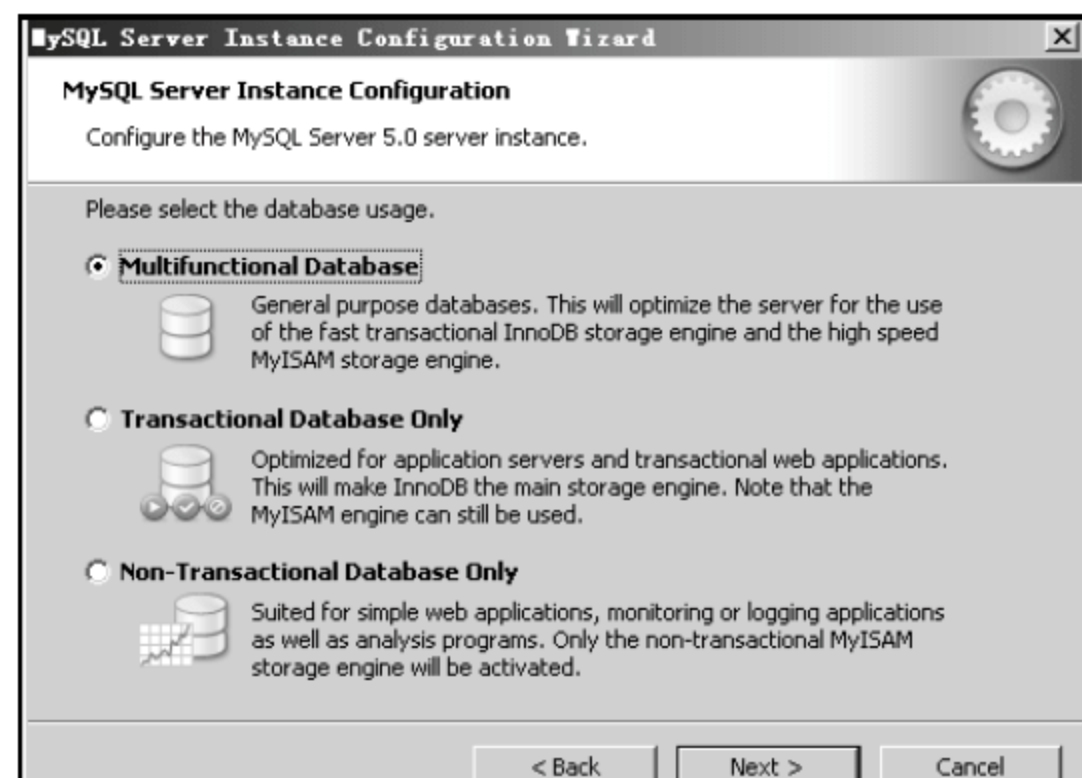 MySQL Server Instance Configuration Wizard
MySQL Server Instance Configuration
Configure the MySQL Server 5.0 server instance.
Please select the database usage.
Multifunctional Database
General purpose databases. This will optimize the server for the use
of the fast transactional InnoDB storage engine and the high speed
MyISAM storage engine.
Transactional Database Only
Optimized for application servers and transactional web applications.
This will make InnoDB the main storage engine. Note that the
MyISAM engine can still be used.
Non-Transactional Database Only
Suited for simple web applications, monitoring or logging applications
as well as analysis programs. Only the non-transactional MyISAM
storage engine will be activated.
< Back Next > Cancel